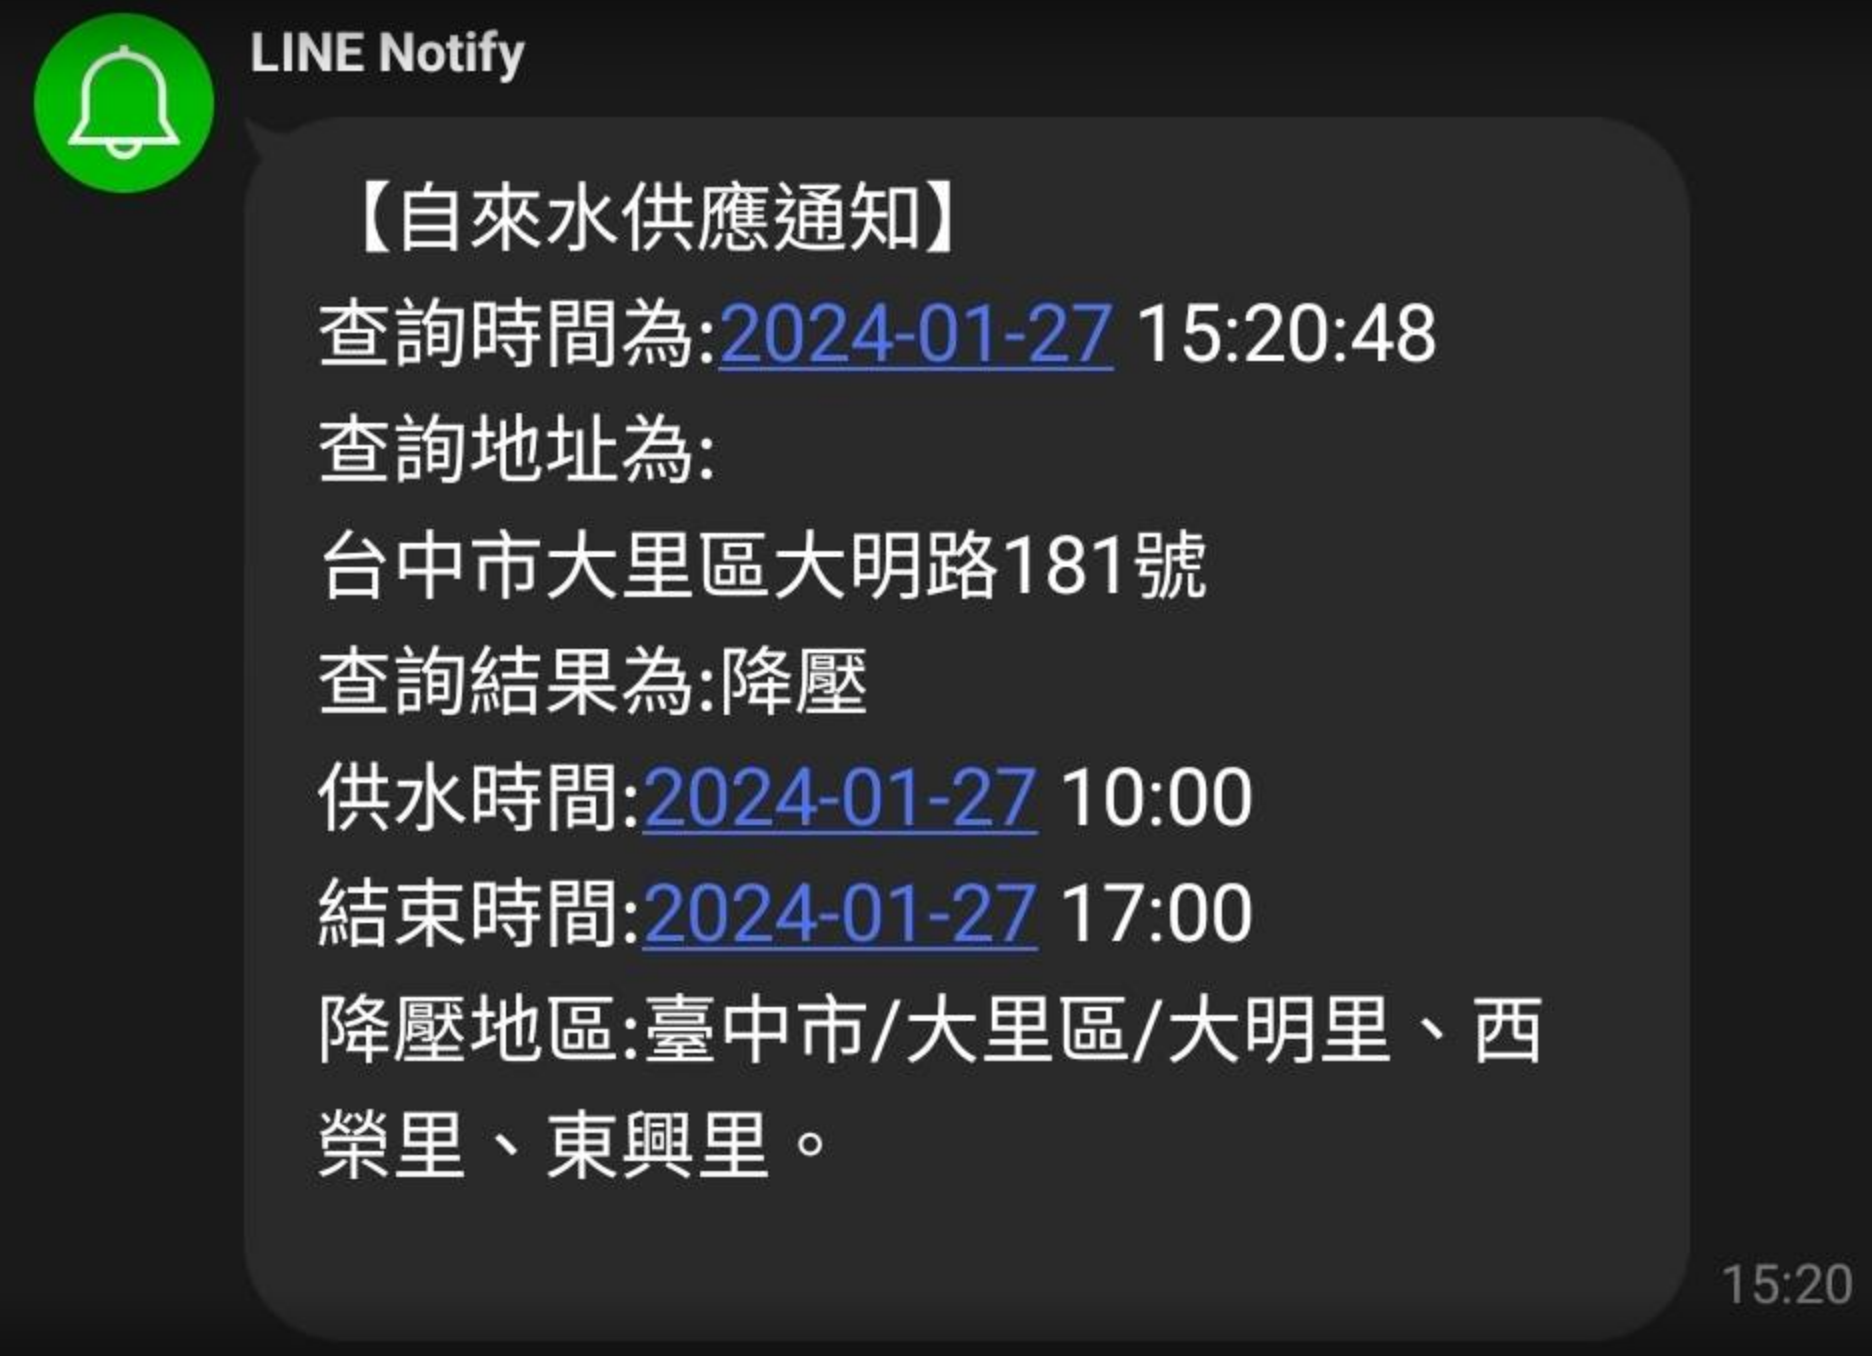 LINE Notify
【自來水供應通知】
查詢時間為:2024-01-27 15:20:48
查詢地址為:
台中市大里區大明路181號
查詢結果為:降壓
供水時間:2024-01-27 10:00
結束時間:2024-01-27 17:00
降壓地區:臺中市/大里區/大明里、西
榮里、東興里。
15:20